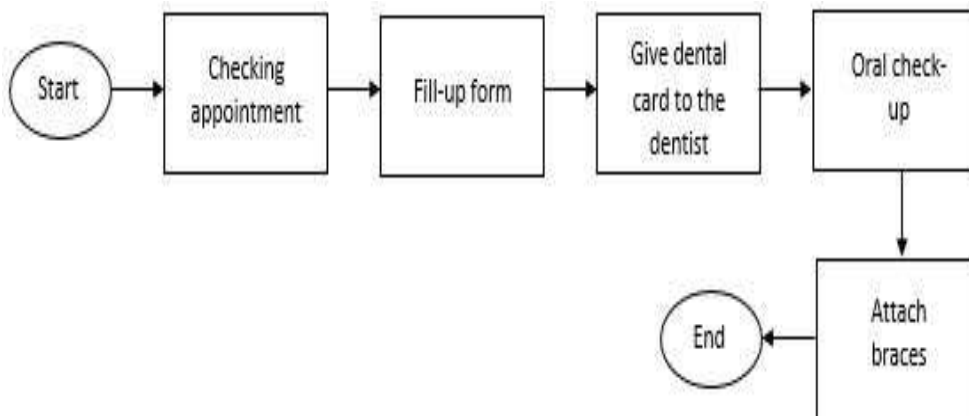 Start
Checking
appointment
Fill-up form
Give dental
card to the
dentist
Oral check-
up
Attach
braces
End